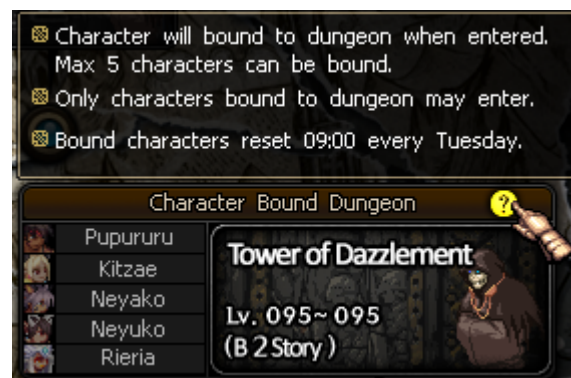 Character will bound to dungeon when entered.
Max 5 characters can be bound.
Only characters bound to dungeon may enter.
Bound characters reset 09:00 every Tuesday.
Character Bound Dungeon ?
Pupururu
Kitzae
Neyako
Neyuko
Rieria
Tower of Dazzlement
Lv. 095~ 095
(B 2 Story )